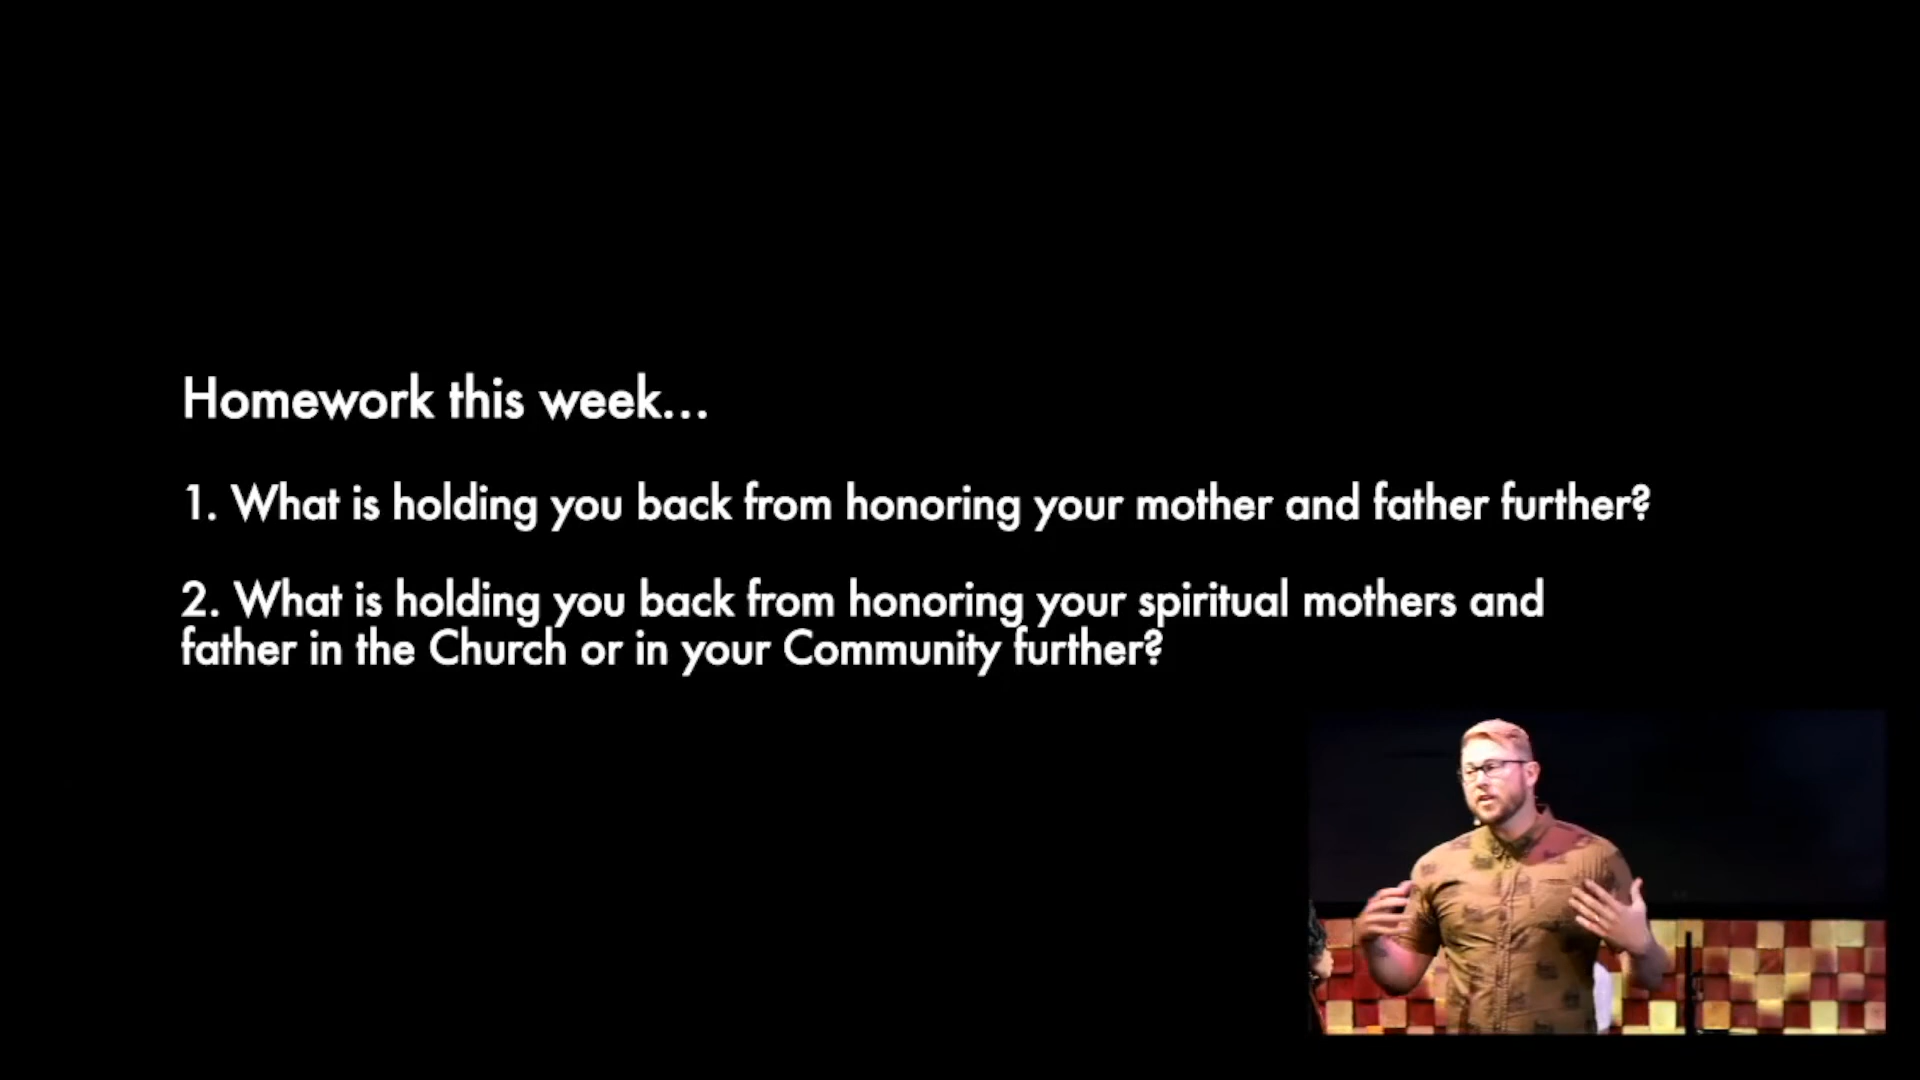 Homework this week...
1. What is holding you back from honoring your mother and father further?
2. What is holding you back from honoring your spiritual mothers and
father in the Church or in your Community further?